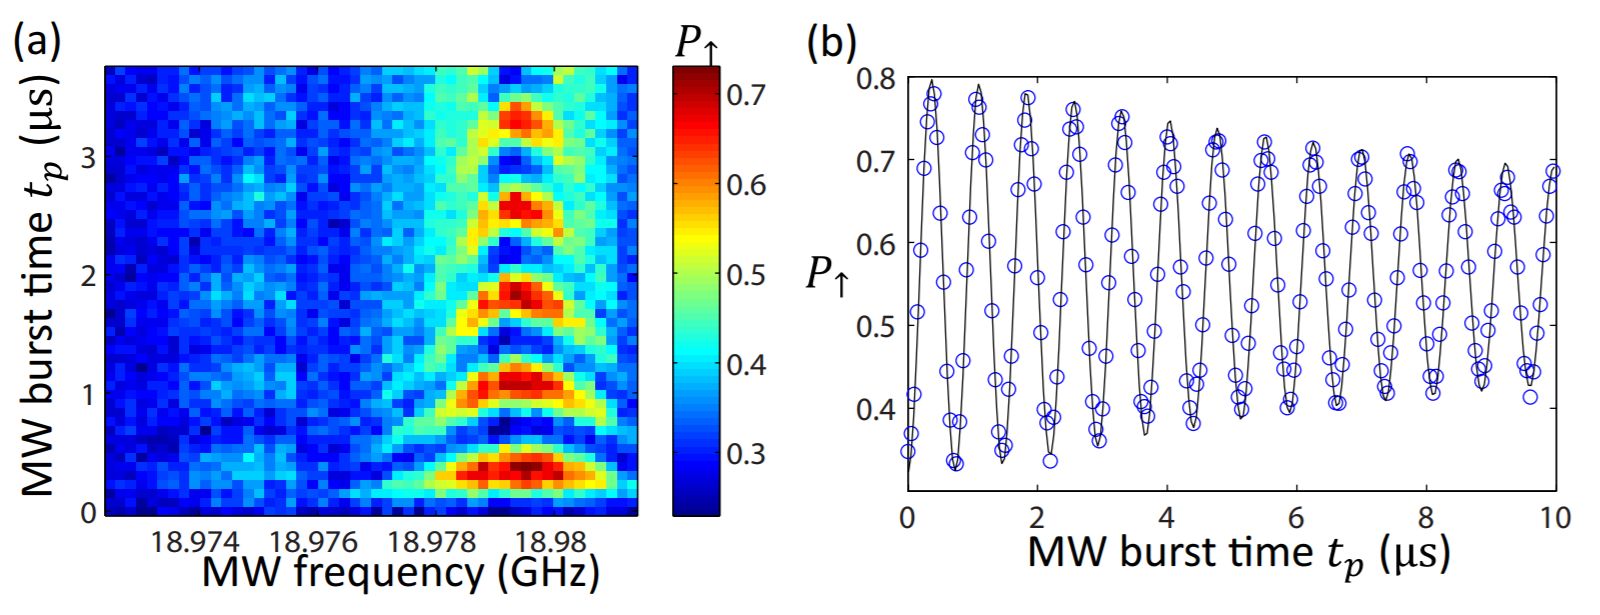 (a)
MW burst time tₚ (μs)
3
2
1
0
18.974 18.976 18.978 18.98
MW frequency (GHz)
P↑
0.7
0.6
0.5
0.4
0.3
(b)
P↑
0.8
0.7
0.6
0.5
0.4
0 2 4 6 8 10
MW burst time tₚ (μs)